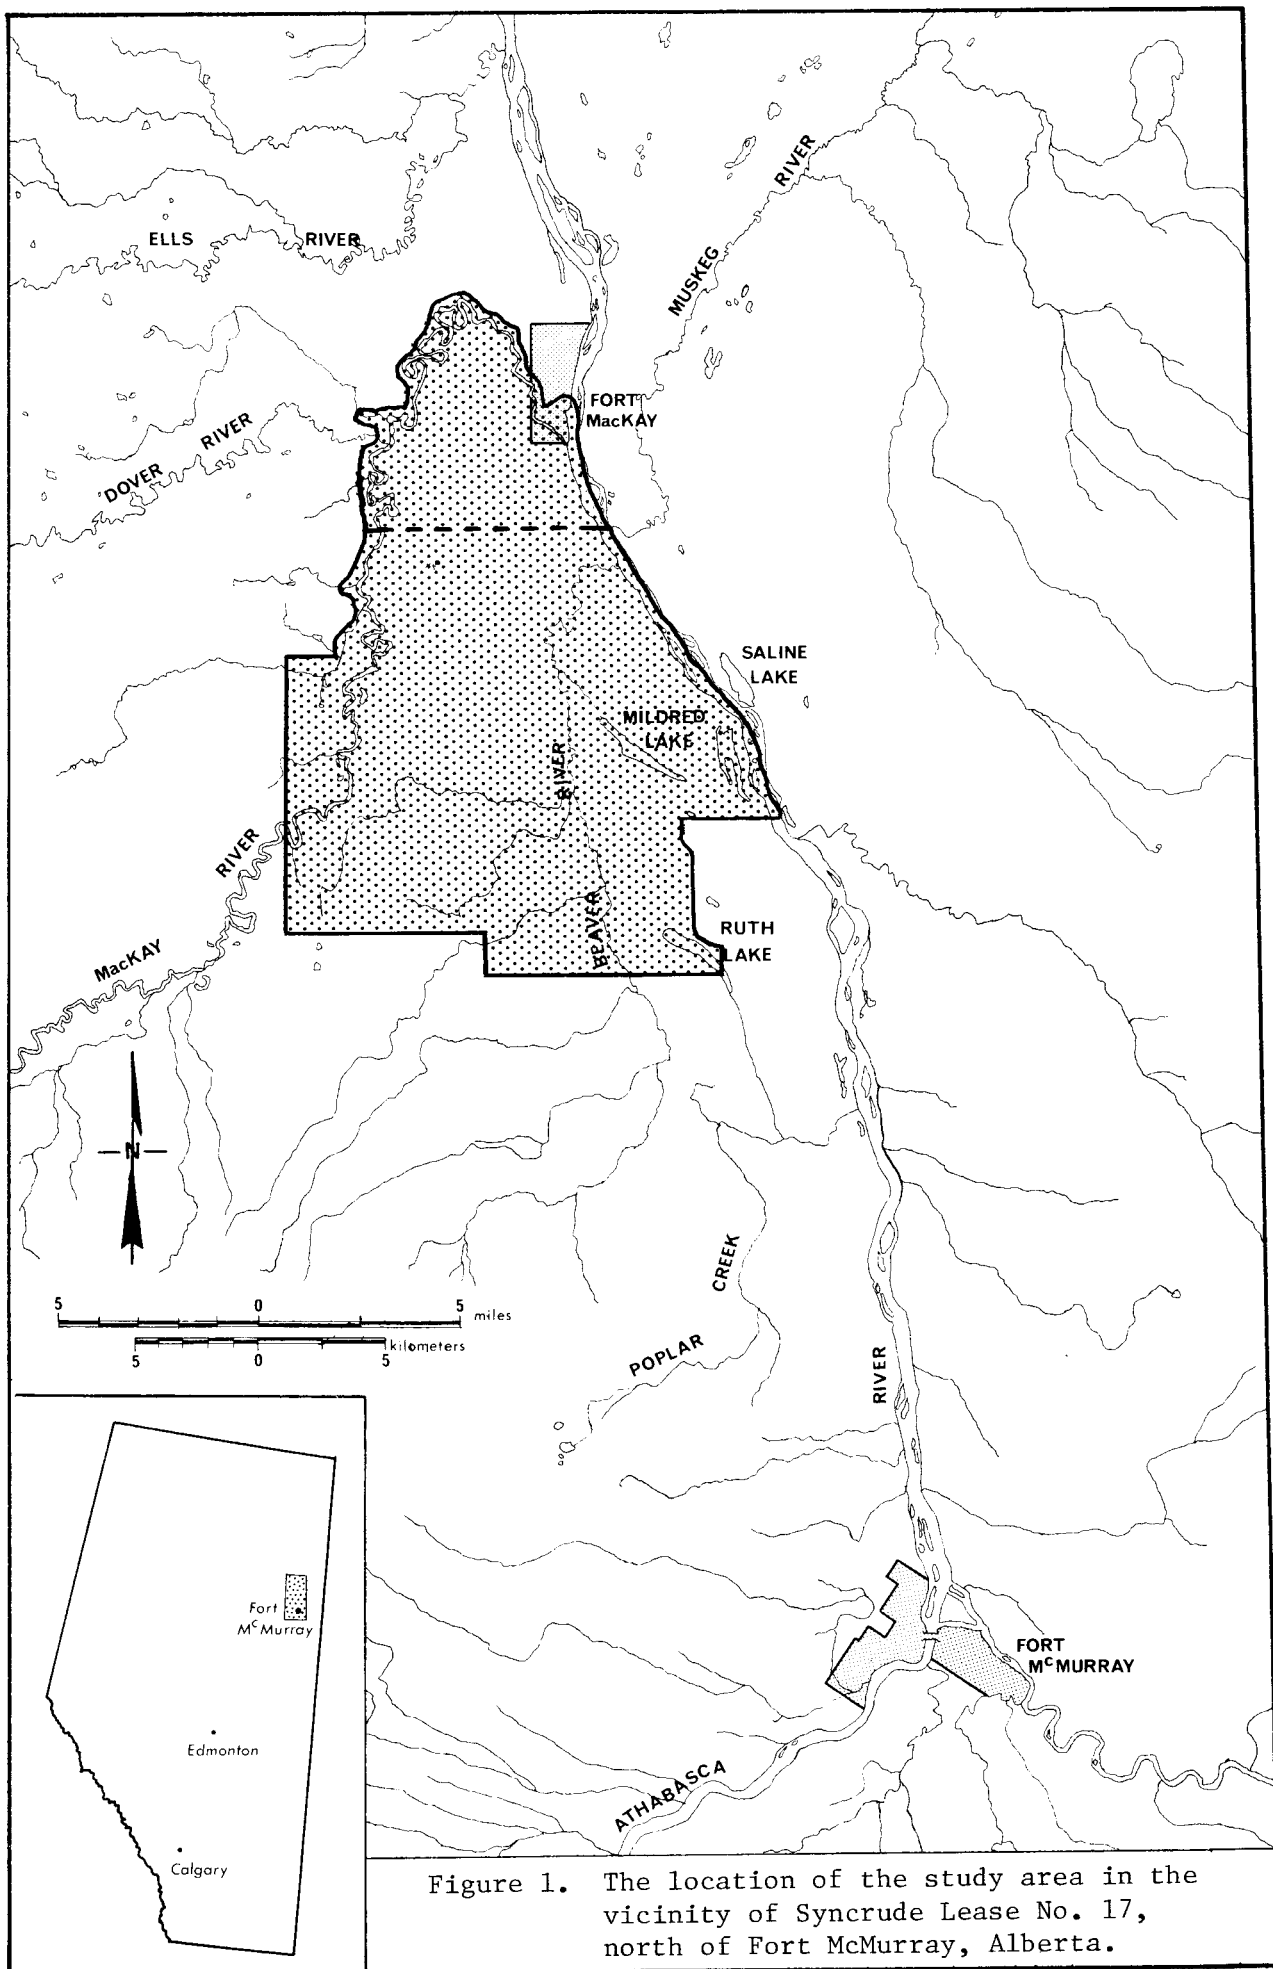 ELLS RIVER
MUSKEG RIVER
FORT
MacKAY
DOVER RIVER
SALINE
LAKE
MILDRED
LAKE
BEAVER RIVER
MacKAY RIVER
RUTH
LAKE
N
5 0 5 miles
kilometers
5 0 5
POPLAR CREEK
ATHABASCA RIVER
FORT
McMURRAY
Fort
McMurray
Edmonton
Calgary
Figure 1. The location of the study area in the
vicinity of Syncrude Lease No. 17,
north of Fort McMurray, Alberta.